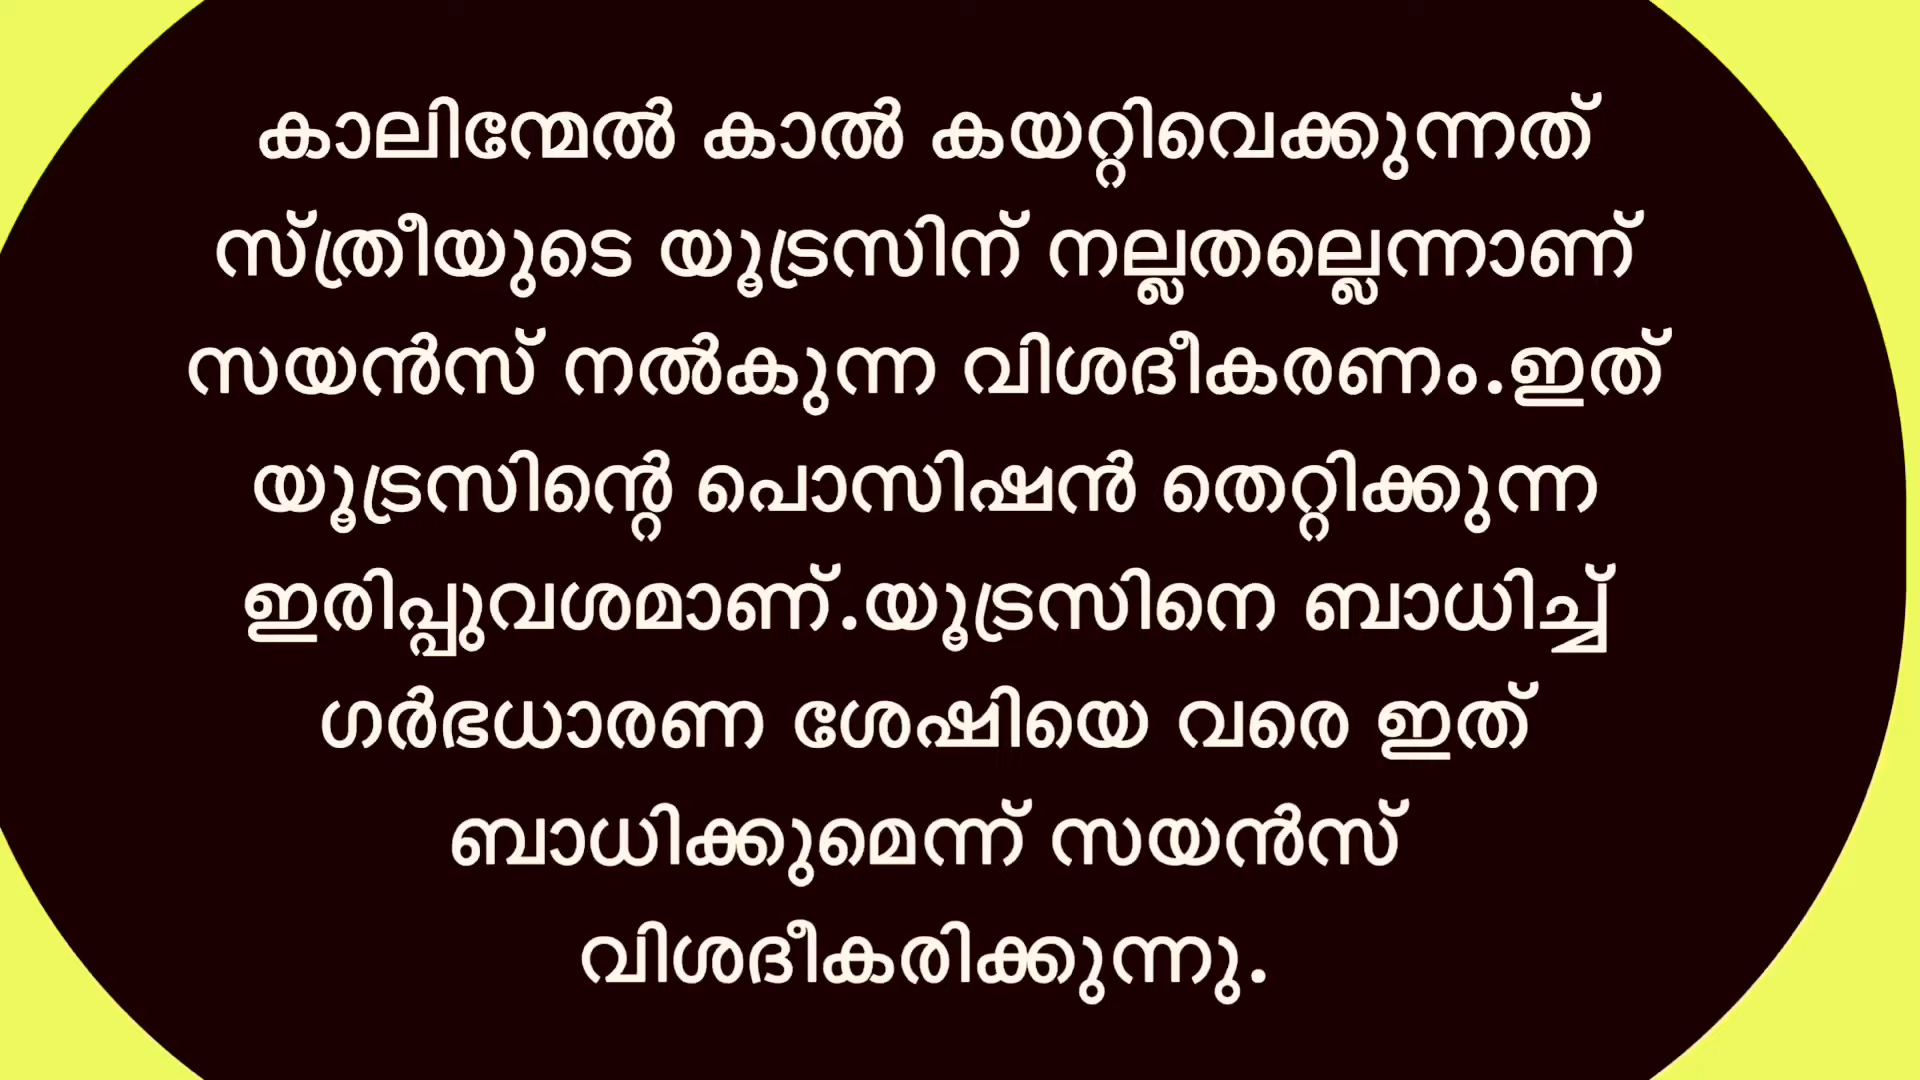 കാലിന്മേൽ കാൽ കയറ്റിവെക്കുന്നത്
സ്ത്രീയുടെ യൂട്രസിന് നല്ലതല്ലെന്നാണ്
സയൻസ് നൽകുന്ന വിശദീകരണം.ഇത്
യൂട്രസിന്റെ പൊസിഷൻ തെറ്റിക്കുന്ന
ഇരിപ്പുവശമാണ്.യൂട്രസിനെ ബാധിച്ച്
ഗർഭധാരണ ശേഷിയെ വരെ ഇത്
ബാധിക്കുമെന്ന് സയൻസ്
വിശദീകരിക്കുന്നു.